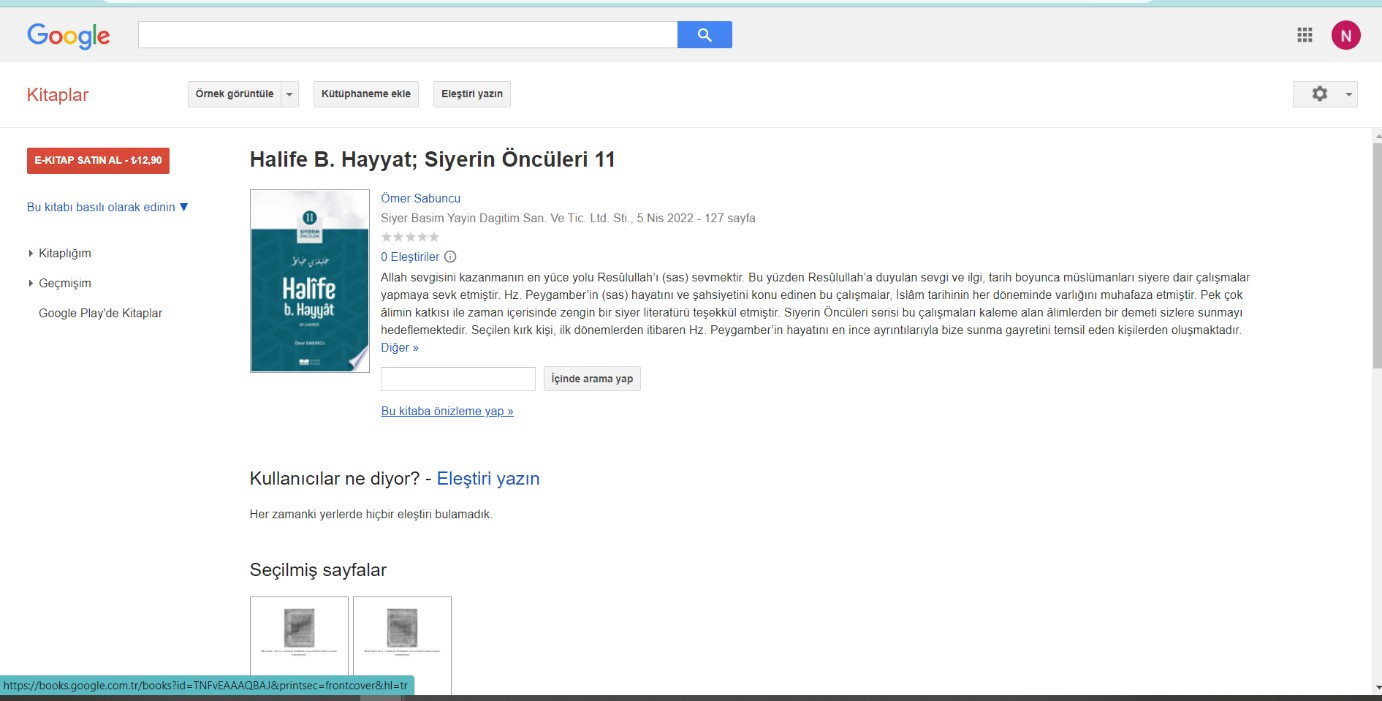 Google
N
Kitaplar
Örnek görüntüle
Kütüphaneme ekle
Eleştiri yazın
E-KİTAP SATIN AL - ₺12,90
Bu kitabı basılı olarak edinin ▼
Kitaplığım
Geçmişim
Google Play'de Kitaplar
Halife B. Hayyat; Siyerin Öncüleri 11
11
SİYERİN
ÖNCÜLERİ
Halîfe
b. Hayyât
Ömer SABUNCU
Ömer Sabuncu
Siyer Basim Yayin Dagitim San. Ve Tic. Ltd. Sti., 5 Nis 2022 - 127 sayfa
0 Eleştiriler
Allah sevgisini kazanmanın en yüce yolu Resûlullah'ı (sas) sevmektir. Bu yüzden Resûlullah'a duyulan sevgi ve ilgi, tarih boyunca müslümanları siyere dair çalışmalar
yapmaya sevk etmiştir. Hz. Peygamber'in (sas) hayatını ve şahsiyetini konu edinen bu çalışmalar, İslâm tarihinin her döneminde varlığını muhafaza etmiştir. Pek çok
âlimin katkısı ile zaman içerisinde zengin bir siyer literatürü teşekkül etmiştir. Siyerin Öncüleri serisi bu çalışmaları kaleme alan âlimlerden bir demeti sizlere sunmayı
hedeflemektedir. Seçilen kırk kişi, ilk dönemlerden itibaren Hz. Peygamber'in hayatını en ince ayrıntılarıyla bize sunma gayretini temsil eden kişilerden oluşmaktadır.
Diğer »
İçinde arama yap
Bu kitaba önizleme yap »
Kullanıcılar ne diyor? - Eleştiri yazın
Her zamanki yerlerde hiçbir eleştiri bulamadık.
Seçilmiş sayfalar
https://books.google.com.tr/books?id=TNFvEAAAQBAJ&printsec=frontcover&hl=tr